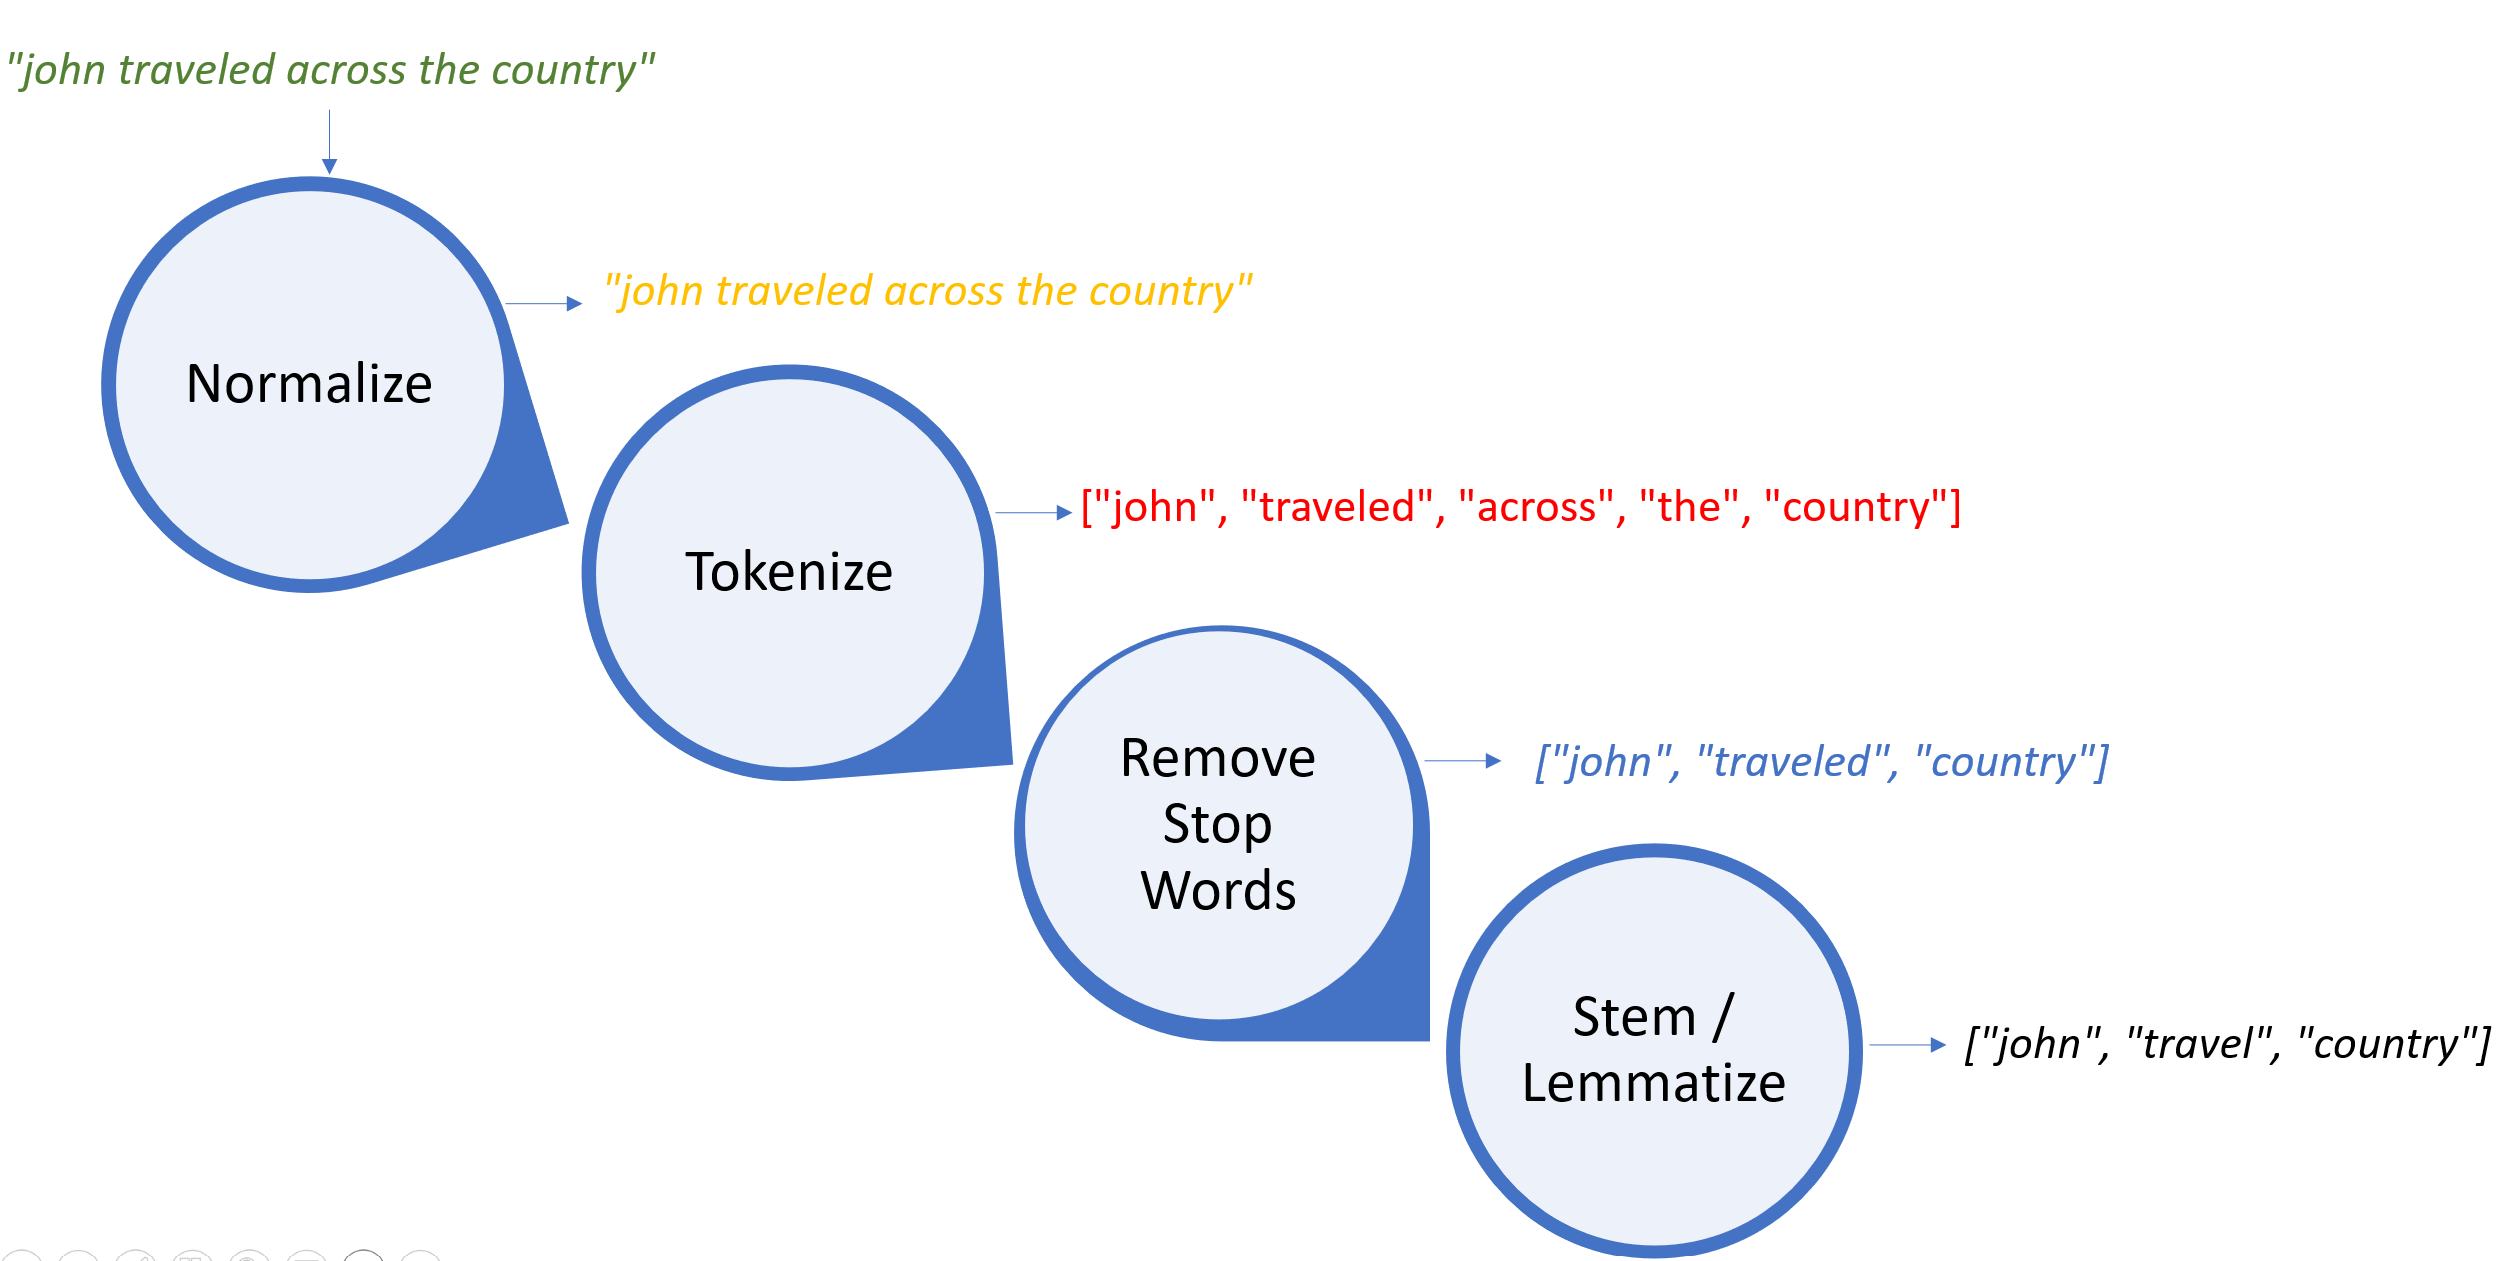 "john traveled across the country"
"john traveled across the country"
Normalize
["john", "traveled", "across", "the", "country"]
Tokenize
["john", "traveled", "country"]
Remove
Stop
Words
Stem /
Lemmatize
["john", "travel", "country"]